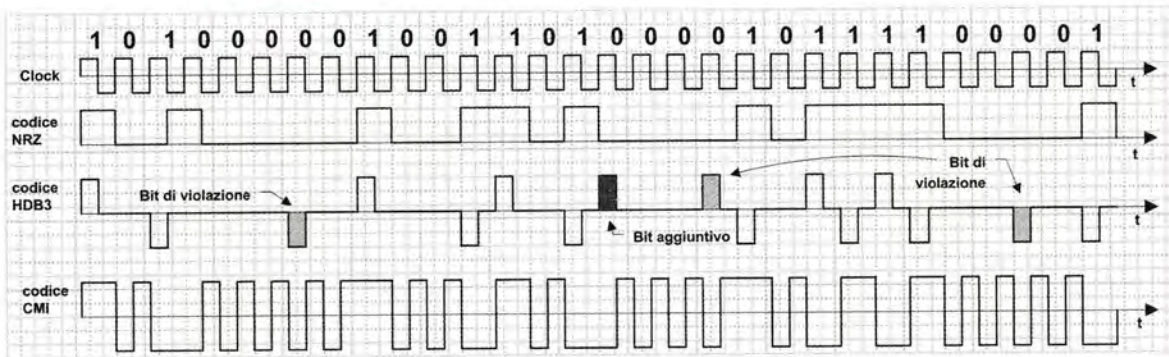 1 0 1 0 0 0 0 0 1 0 0 1 1 0 1 0 0 0 0 1 0 1 1 1 1 0 0 0 0 1
Clock
t
codice
NRZ
t
codice
HDB3
Bit di violazione
Bit aggiuntivo
Bit di
violazione
t
codice
CMI
t